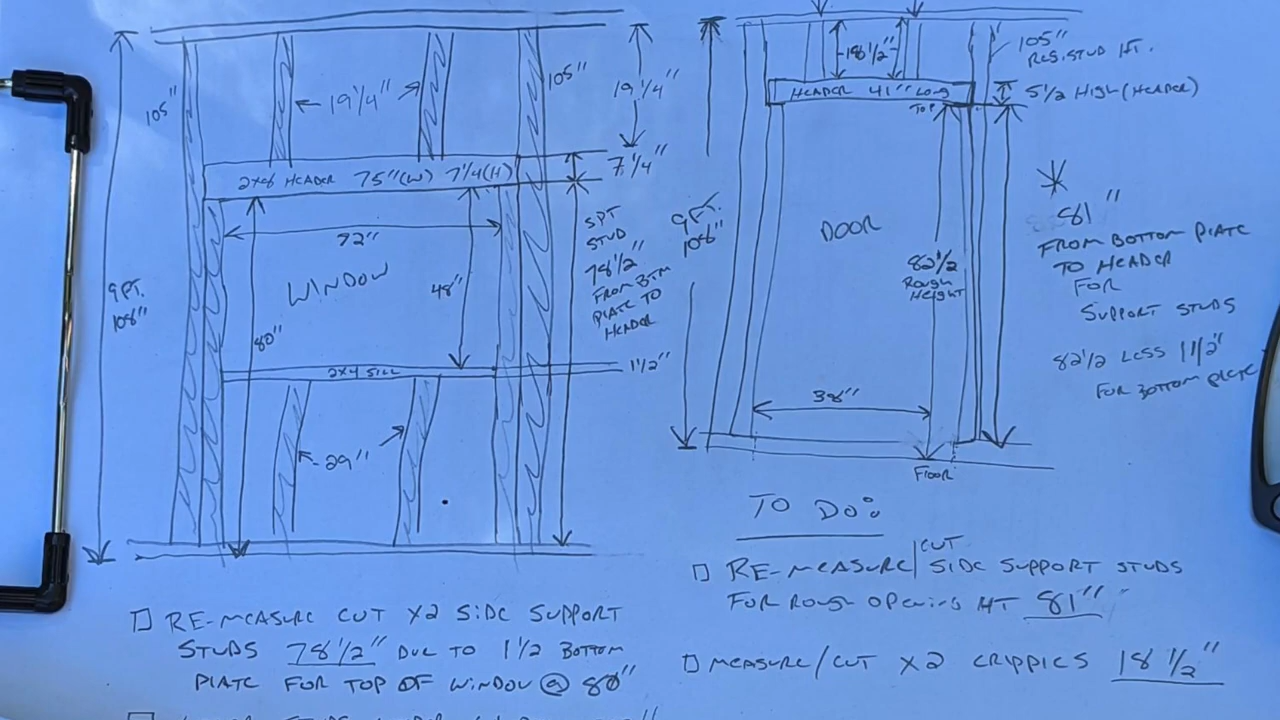 105"
19 1/4"
105"
19 1/4"
2x8 HEADER 75"(W) 7 1/4(H)
7 1/4"
72"
WINDOW
48"
80"
9FT.
108"
SPT
STUD
78 1/2"
FROM BTM
PLATE TO
HEADER
2x4 SILL
1 1/2"
29"
□ RE-MEASURE CUT x2 SIDE SUPPORT
STUDS 78 1/2" DUE TO 1 1/2 BOTTOM
PLATE FOR TOP OF WINDOW @ 80"
18 1/2"
105"
REG. STUD HT.
HEADER 41" Long
TOP
5 1/2 High (HEADER)
9FT.
108"
DOOR
82 1/2
Rough
Height
38"
FLOOR
81"
FROM BOTTOM PLATE
TO HEADER
FOR
SUPPORT STUDS
82 1/2 LESS 1 1/2"
FOR BOTTOM PLATE
TO DO:
□ RE-MEASURE/CUT SIDE SUPPORT STUDS
FOR ROUGH OPENING HT 81"
□ MEASURE/CUT x2 CRIPPLES 18 1/2"